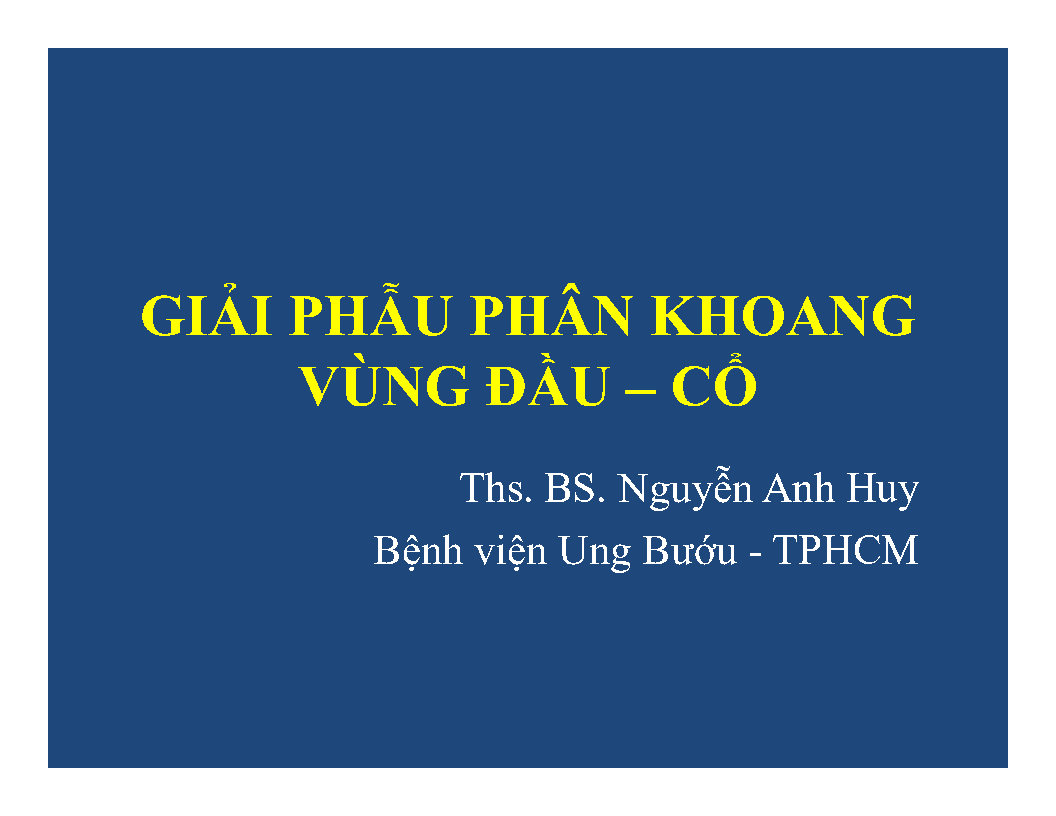 GIẢI PHẪU PHÂN KHOANG
VÙNG ĐẦU – CỔ
Ths. BS. Nguyễn Anh Huy
Bệnh viện Ung Bướu - TPHCM